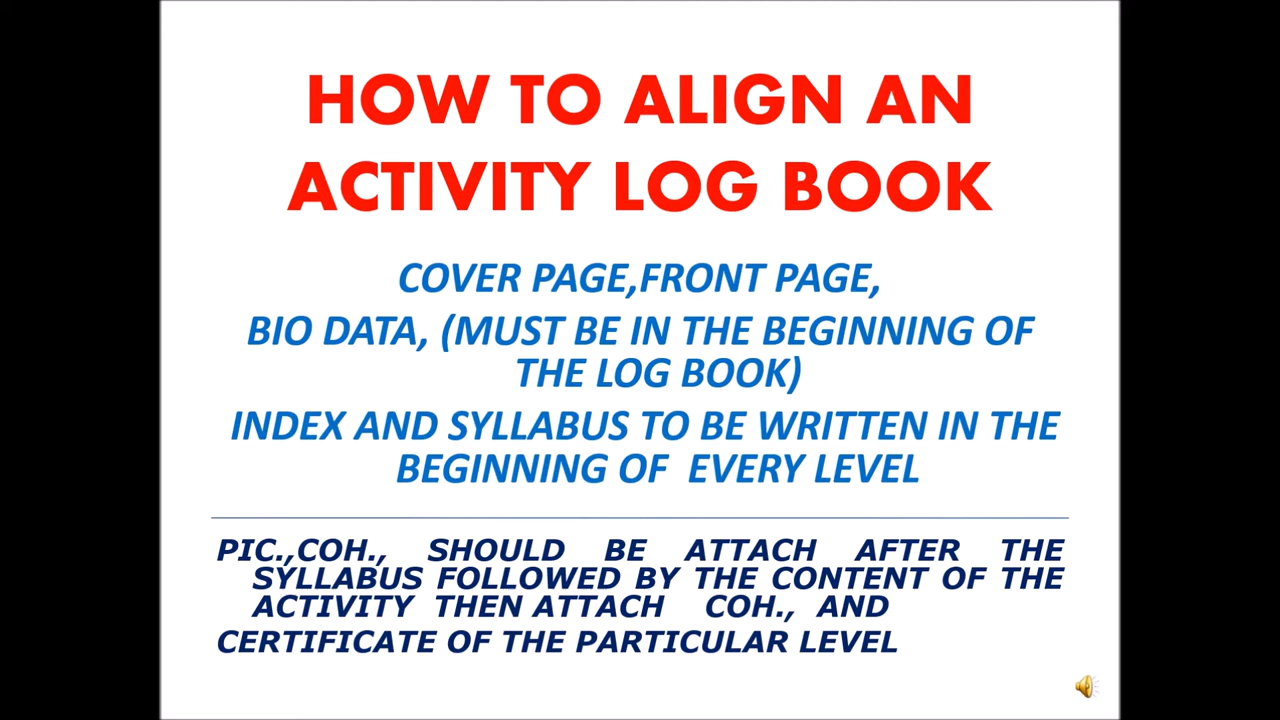 HOW TO ALIGN AN
ACTIVITY LOG BOOK
COVER PAGE,FRONT PAGE,
BIO DATA, (MUST BE IN THE BEGINNING OF
THE LOG BOOK)
INDEX AND SYLLABUS TO BE WRITTEN IN THE
BEGINNING OF EVERY LEVEL
PIC.,COH., SHOULD BE ATTACH AFTER THE
SYLLABUS FOLLOWED BY THE CONTENT OF THE
ACTIVITY THEN ATTACH COH., AND
CERTIFICATE OF THE PARTICULAR LEVEL